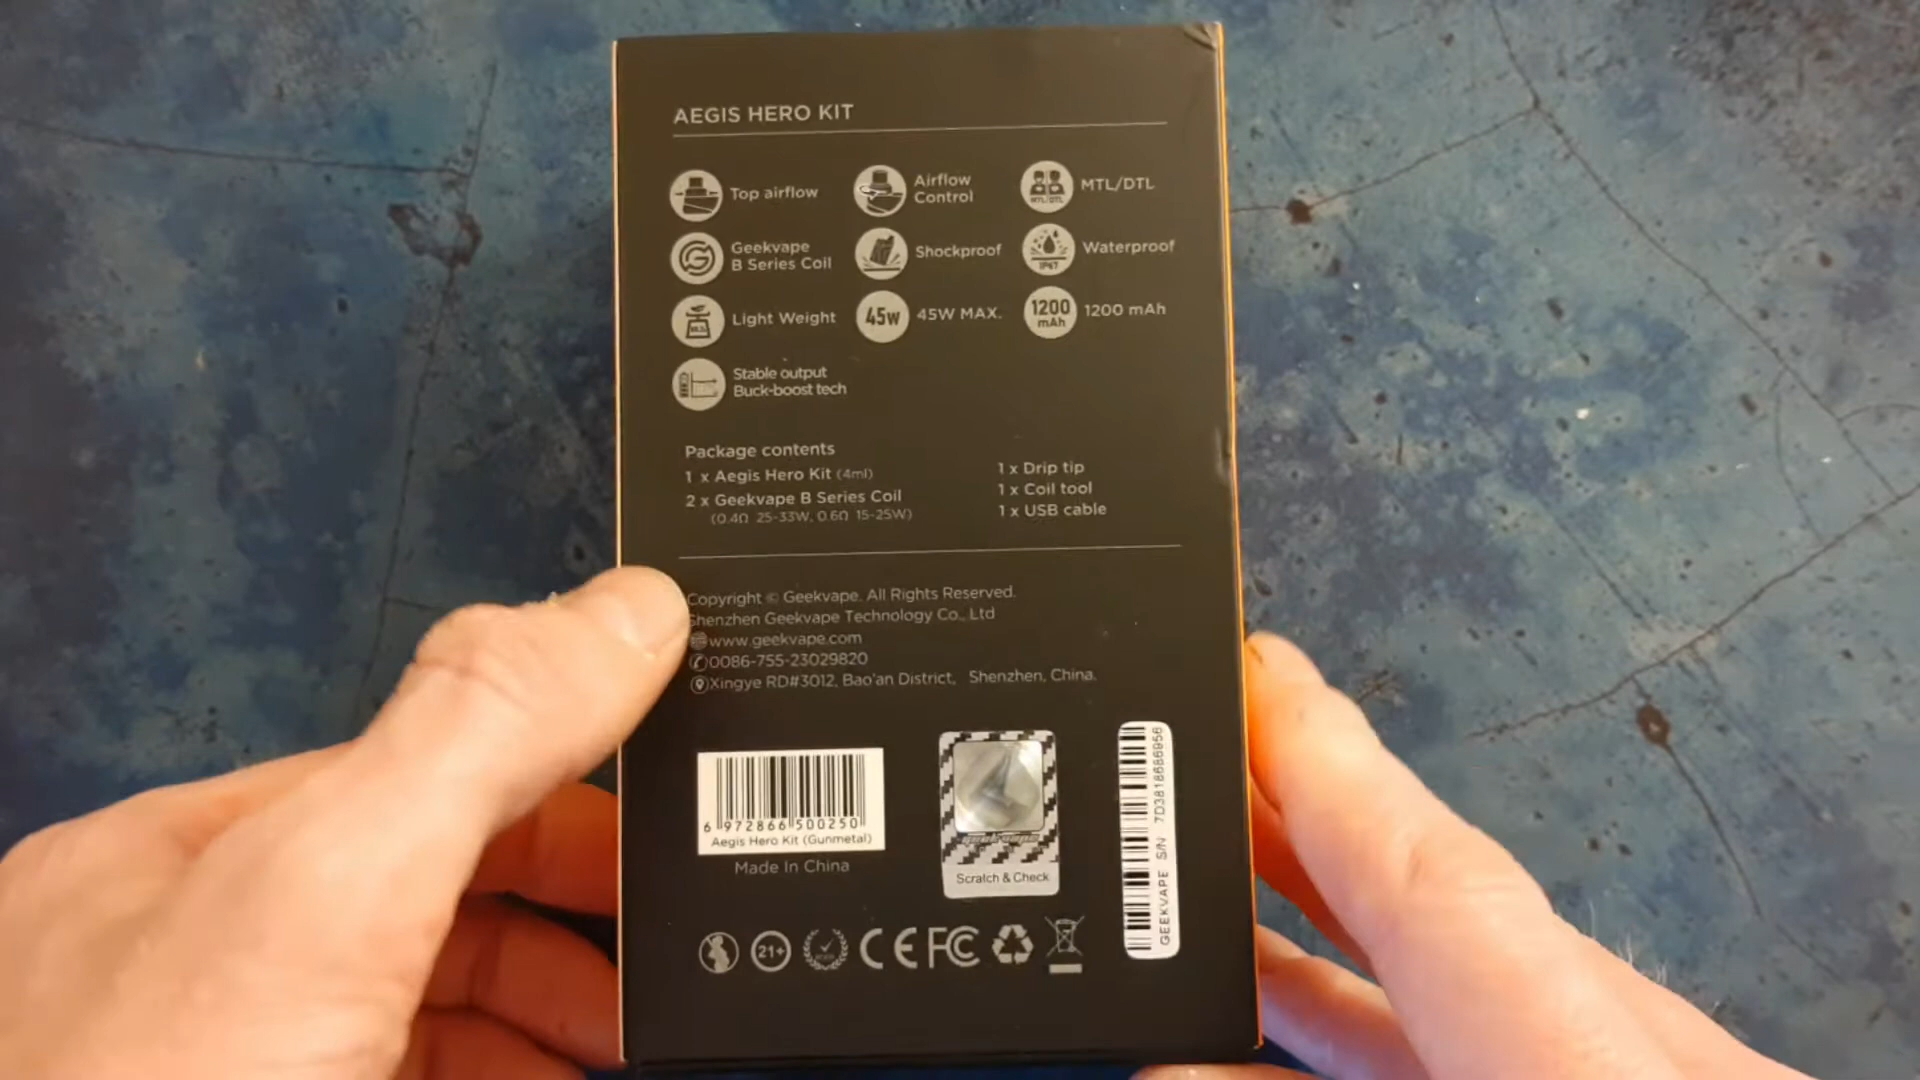 AEGIS HERO KIT
Top airflow
Airflow
Control
MTL/DTL
MTL/DTL
Geekvape
B Series Coil
Shockproof
IP67
Waterproof
Light Weight
45W
45W MAX.
1200
mAh
1200 mAh
Stable output
Buck-boost tech
Package contents
1 x Aegis Hero Kit (4ml)
2 x Geekvape B Series Coil
(0.4Ω 25-33W, 0.6Ω 15-25W)
1 x Drip tip
1 x Coil tool
1 x USB cable
Copyright © Geekvape. All Rights Reserved.
Shenzhen Geekvape Technology Co., Ltd
www.geekvape.com
0086-755-23029820
Xingye RD#3012, Bao'an District, Shenzhen, China.
6 972866 500250
Aegis Hero Kit (Gunmetal)
Made In China
Scratch & Check
GEEKVAPE S/N 7D3818686956
21+
CE FC